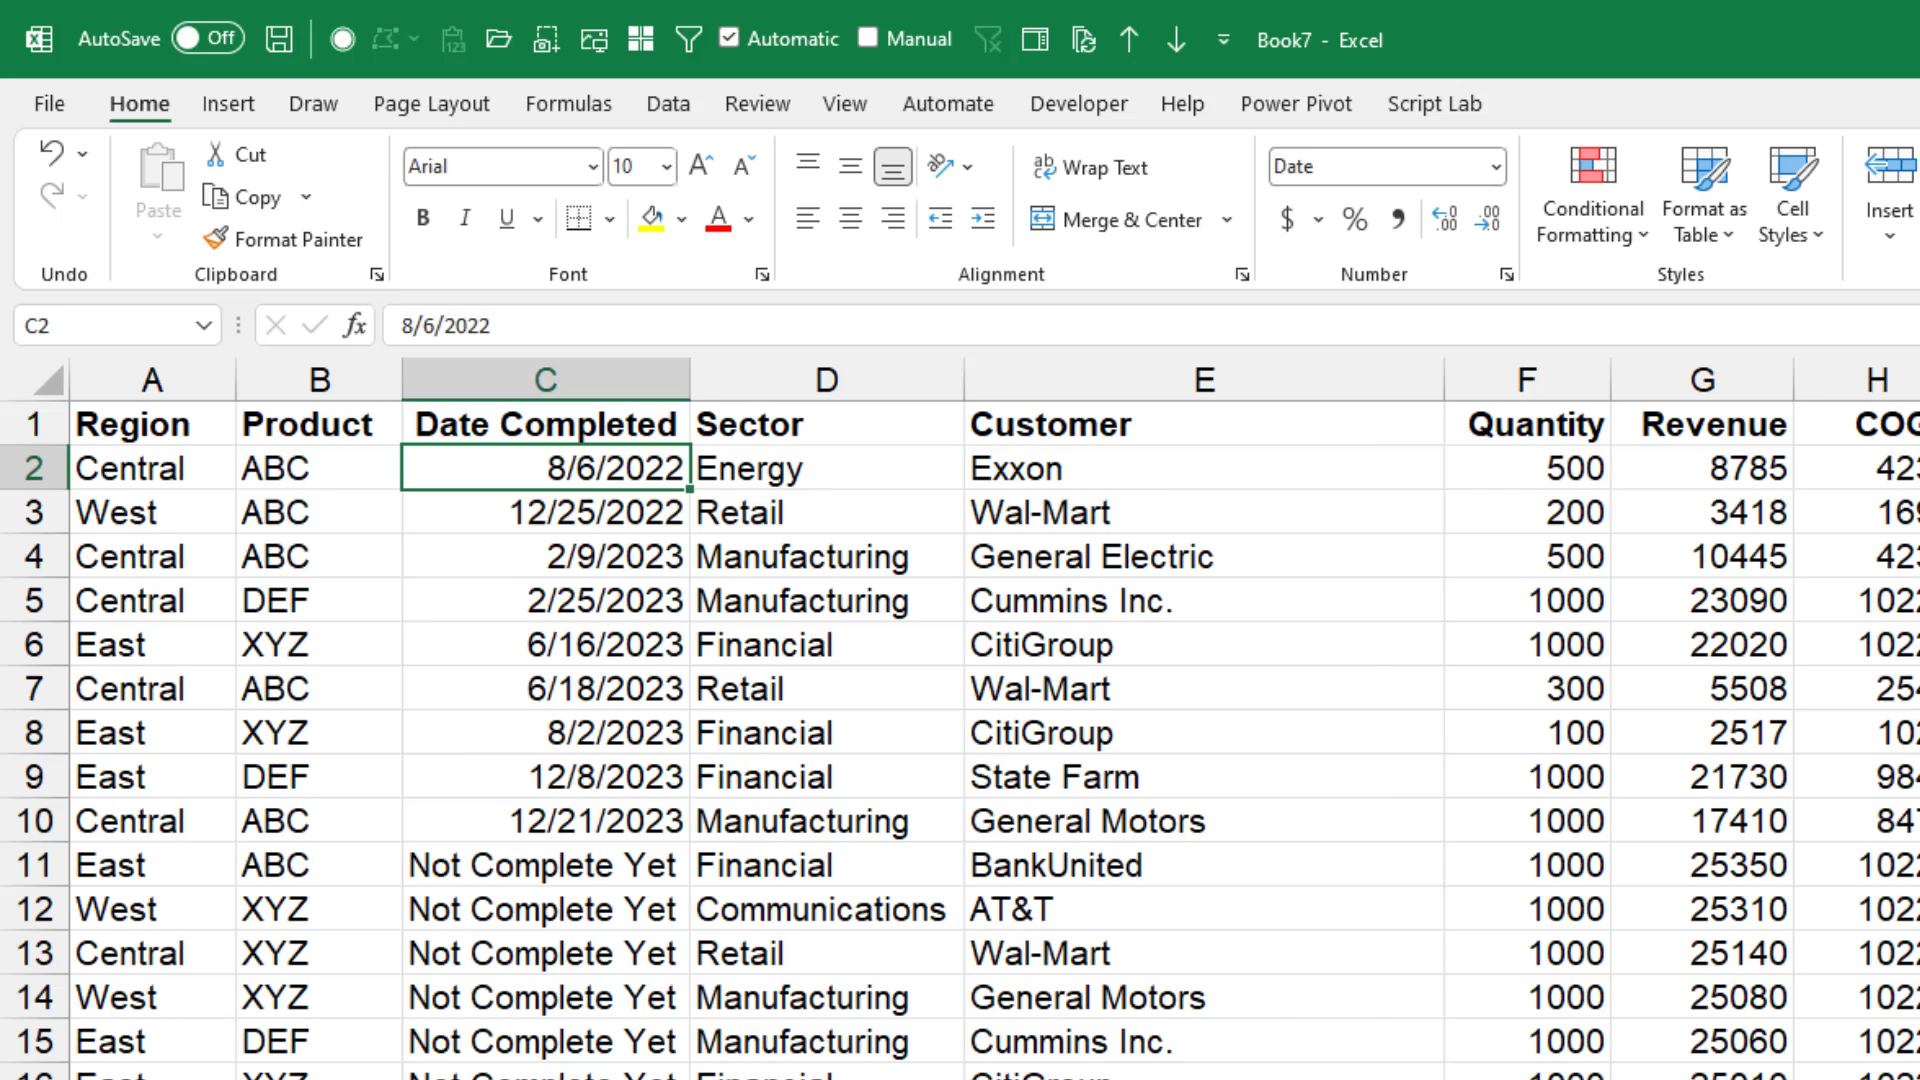 AutoSave Off Automatic Manual Book7 - Excel
File Home Insert Draw Page Layout Formulas Data Review View Automate Developer Help Power Pivot Script Lab
Paste Cut Copy Format Painter
Arial 10
Wrap Text
Merge & Center
Date
Conditional Formatting Format as Table Cell Styles Insert
Undo Clipboard Font Alignment Number Styles
C2 fx 8/6/2022
A B C D E F G H
1 Region Product Date Completed Sector Customer Quantity Revenue COG
2 Central ABC 8/6/2022 Energy Exxon 500 8785 423
3 West ABC 12/25/2022 Retail Wal-Mart 200 3418 169
4 Central ABC 2/9/2023 Manufacturing General Electric 500 10445 423
5 Central DEF 2/25/2023 Manufacturing Cummins Inc. 1000 23090 1022
6 East XYZ 6/16/2023 Financial CitiGroup 1000 22020 1022
7 Central ABC 6/18/2023 Retail Wal-Mart 300 5508 254
8 East XYZ 8/2/2023 Financial CitiGroup 100 2517 102
9 East DEF 12/8/2023 Financial State Farm 1000 21730 984
10 Central ABC 12/21/2023 Manufacturing General Motors 1000 17410 847
11 East ABC Not Complete Yet Financial BankUnited 1000 25350 1022
12 West XYZ Not Complete Yet Communications AT&T 1000 25310 1022
13 Central XYZ Not Complete Yet Retail Wal-Mart 1000 25140 1022
14 West XYZ Not Complete Yet Manufacturing General Motors 1000 25080 1022
15 East DEF Not Complete Yet Manufacturing Cummins Inc. 1000 25060 1022